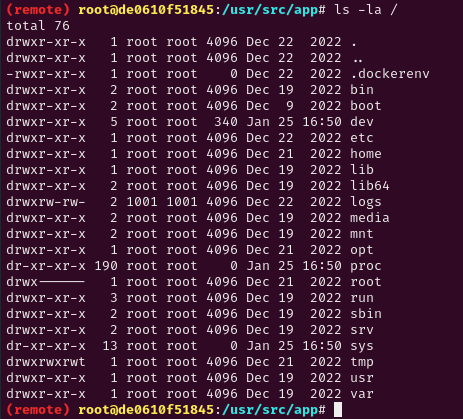 (remote) root@de0610f51845:/usr/src/app# ls -la /
total 76
drwxr-xr-x   1 root root 4096 Dec 22  2022 .
drwxr-xr-x   1 root root 4096 Dec 22  2022 ..
-rwxr-xr-x   1 root root    0 Dec 22  2022 .dockerenv
drwxr-xr-x   2 root root 4096 Dec 19  2022 bin
drwxr-xr-x   2 root root 4096 Dec  9  2022 boot
drwxr-xr-x   5 root root  340 Jan 25 16:50 dev
drwxr-xr-x   1 root root 4096 Dec 22  2022 etc
drwxr-xr-x   1 root root 4096 Dec 21  2022 home
drwxr-xr-x   1 root root 4096 Dec 19  2022 lib
drwxr-xr-x   2 root root 4096 Dec 19  2022 lib64
drwxrw-rw-   2 1001 1001 4096 Dec 22  2022 logs
drwxr-xr-x   2 root root 4096 Dec 19  2022 media
drwxr-xr-x   2 root root 4096 Dec 19  2022 mnt
drwxr-xr-x   1 root root 4096 Dec 21  2022 opt
dr-xr-xr-x 190 root root    0 Jan 25 16:50 proc
drwx------   1 root root 4096 Dec 21  2022 root
drwxr-xr-x   3 root root 4096 Dec 19  2022 run
drwxr-xr-x   2 root root 4096 Dec 19  2022 sbin
drwxr-xr-x   2 root root 4096 Dec 19  2022 srv
dr-xr-xr-x  13 root root    0 Jan 25 16:50 sys
drwxrwxrwt   1 root root 4096 Dec 21  2022 tmp
drwxr-xr-x   1 root root 4096 Dec 19  2022 usr
drwxr-xr-x   1 root root 4096 Dec 19  2022 var
(remote) root@de0610f51845:/usr/src/app#